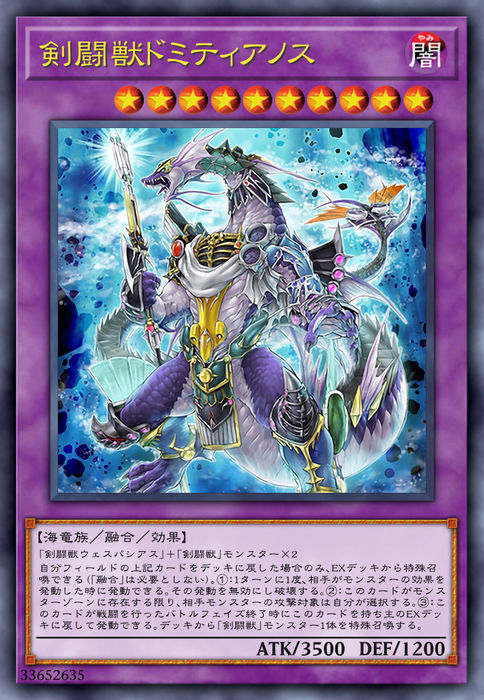 剣闘獣ドミティアノス
やみ
闇
【海竜族／融合／効果】
「剣闘獣ウェスパシアス」＋「剣闘獣」モンスター×2
自分フィールドの上記カードをデッキに戻した場合のみ、EXデッキから特殊召
喚できる(「融合」は必要としない)。①:1ターンに1度、相手がモンスターの効果を
発動した時に発動できる。その発動を無効にし破壊する。②:このカードがモンス
ターゾーンに存在する限り、相手モンスターの攻撃対象は自分が選択する。③:こ
のカードが戦闘を行ったバトルフェイズ終了時にこのカードを持ち主のEXデッ
キに戻して発動できる。デッキから「剣闘獣」モンスター1体を特殊召喚する。
ATK/3500 DEF/1200
33652635